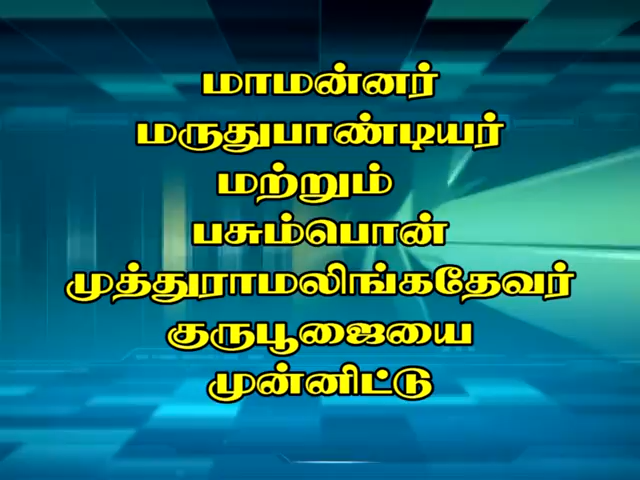 மாமன்னர்
மருதுபாண்டியர்
மற்றும்
பசும்பொன்
முத்துராமலிங்கதேவர்
குருபூஜையை
முன்னிட்டு